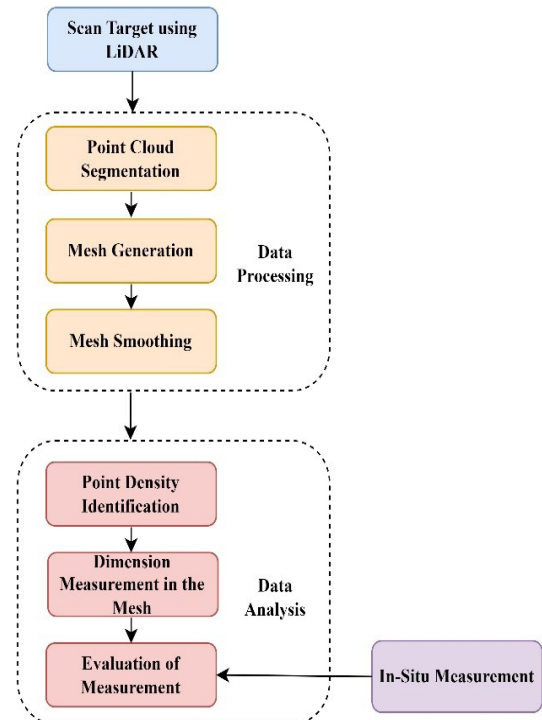 Scan Target using
LiDAR
Point Cloud
Segmentation
Mesh Generation
Mesh Smoothing
Data
Processing
Point Density
Identification
Dimension
Measurement in the
Mesh
Evaluation of
Measurement
Data
Analysis
In-Situ Measurement